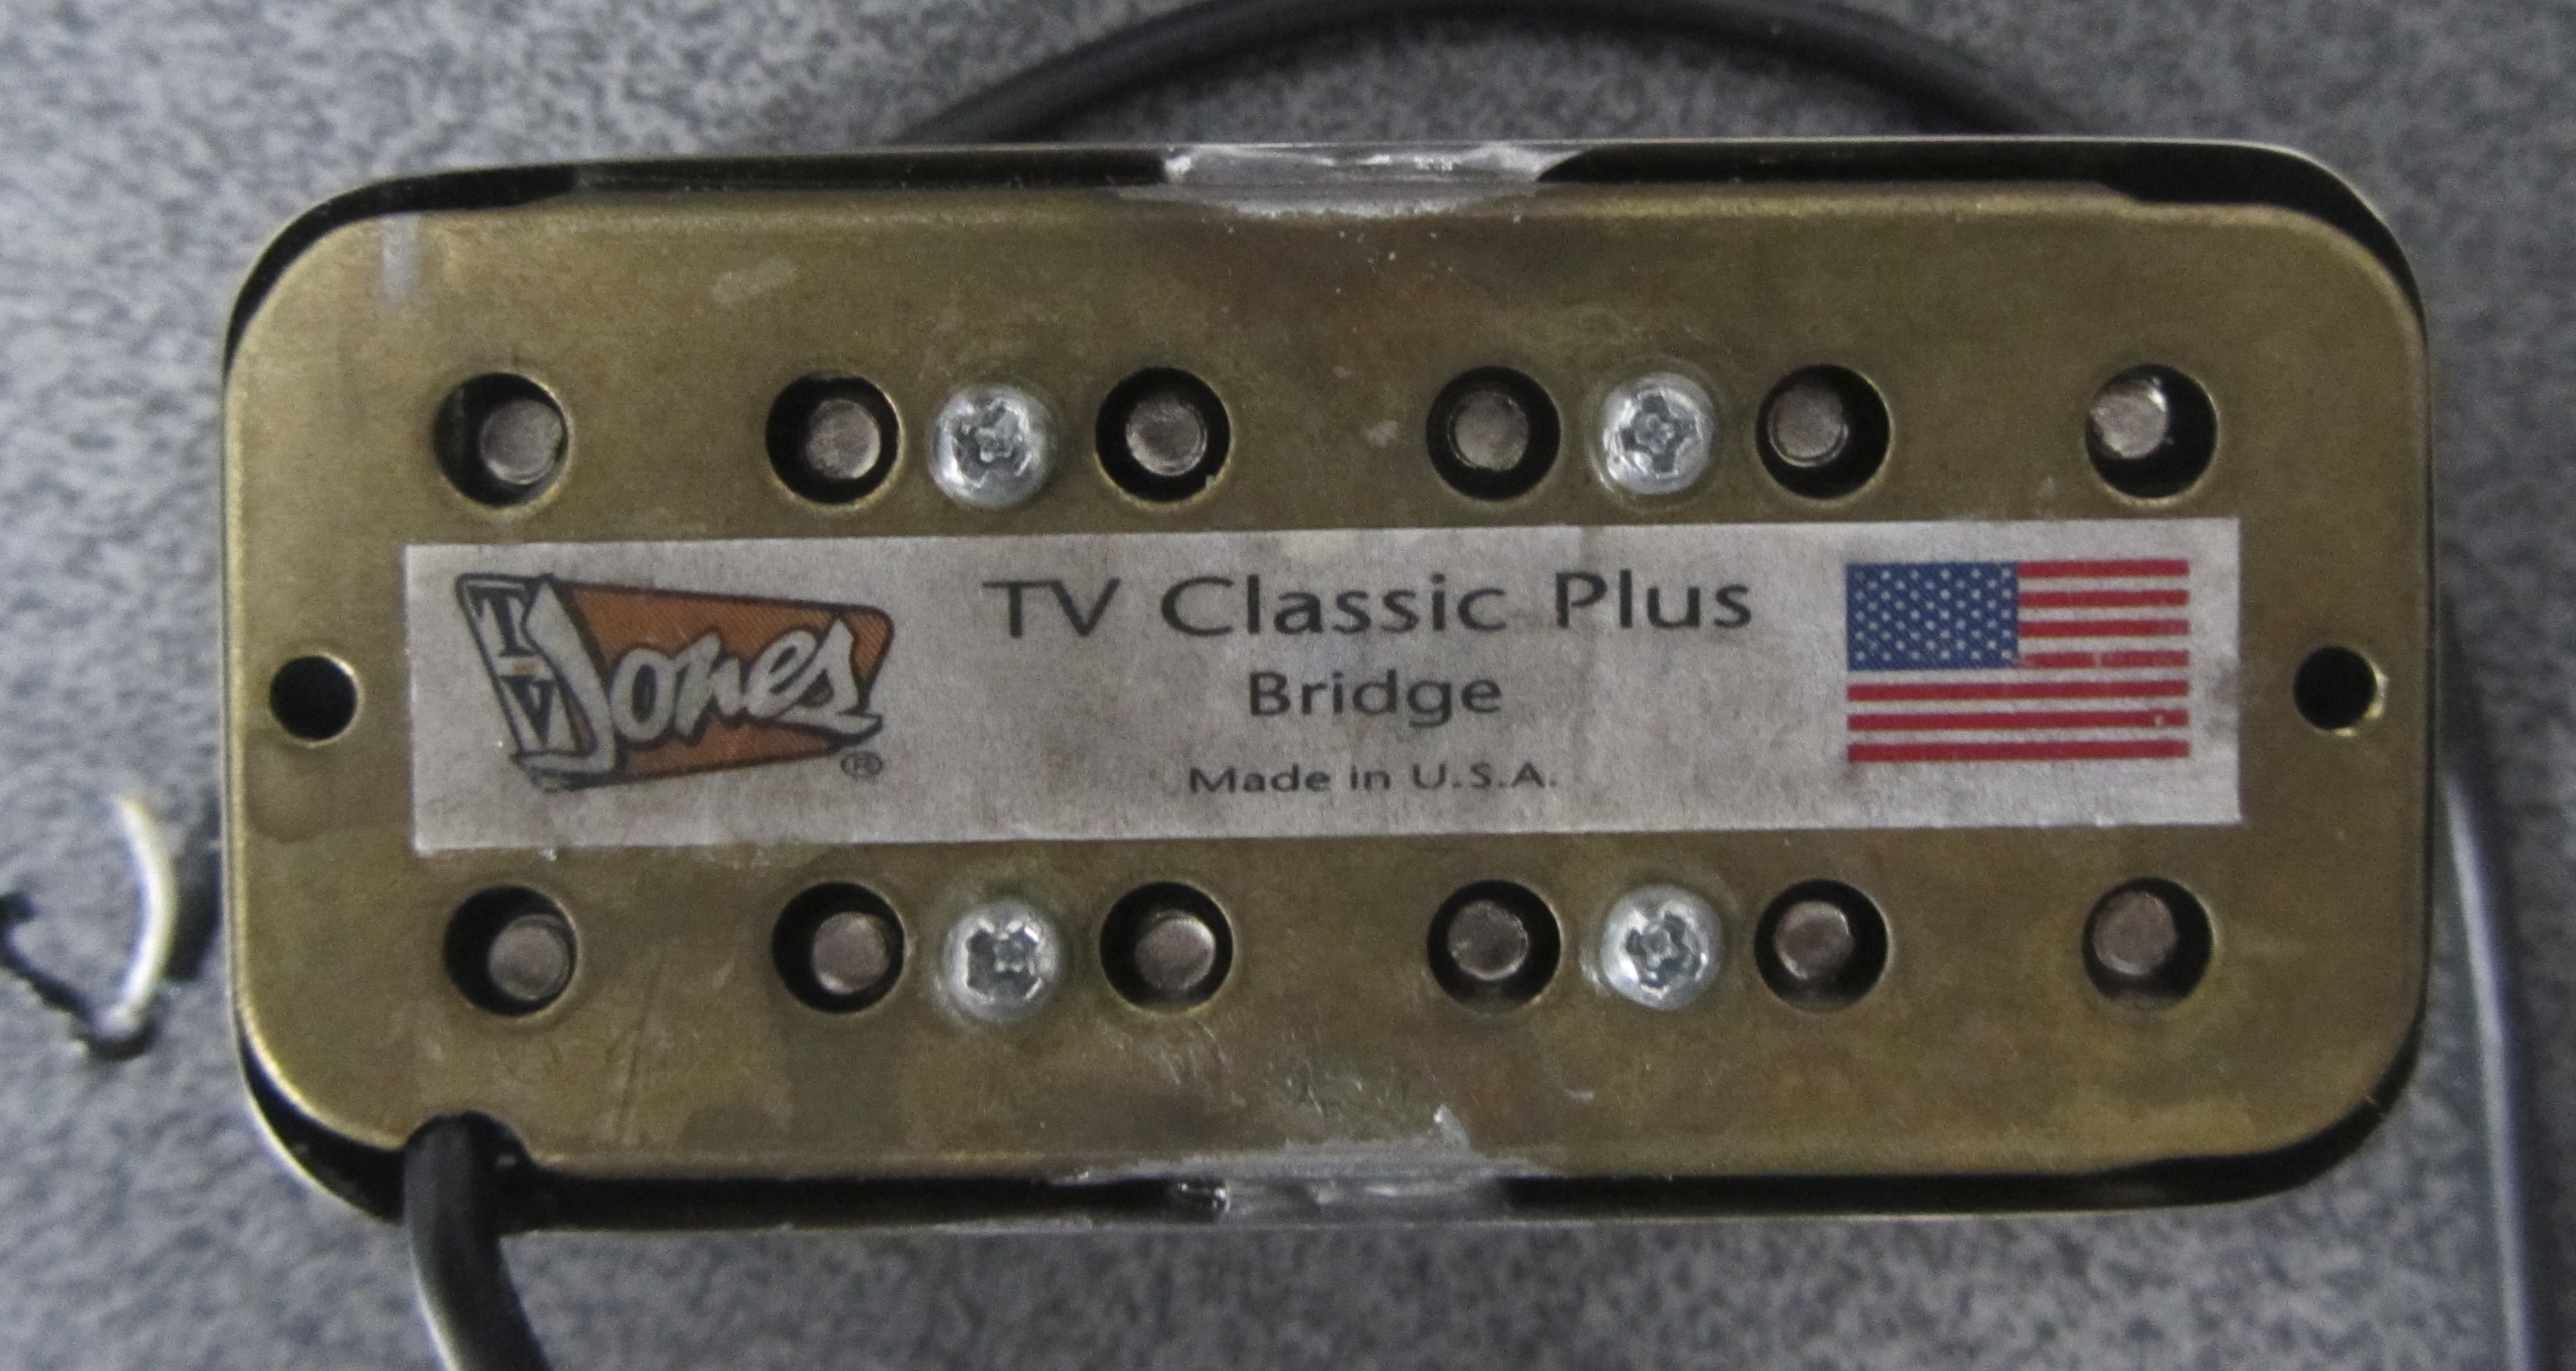 TV Jones ®
TV Classic Plus
Bridge
Made in U.S.A.